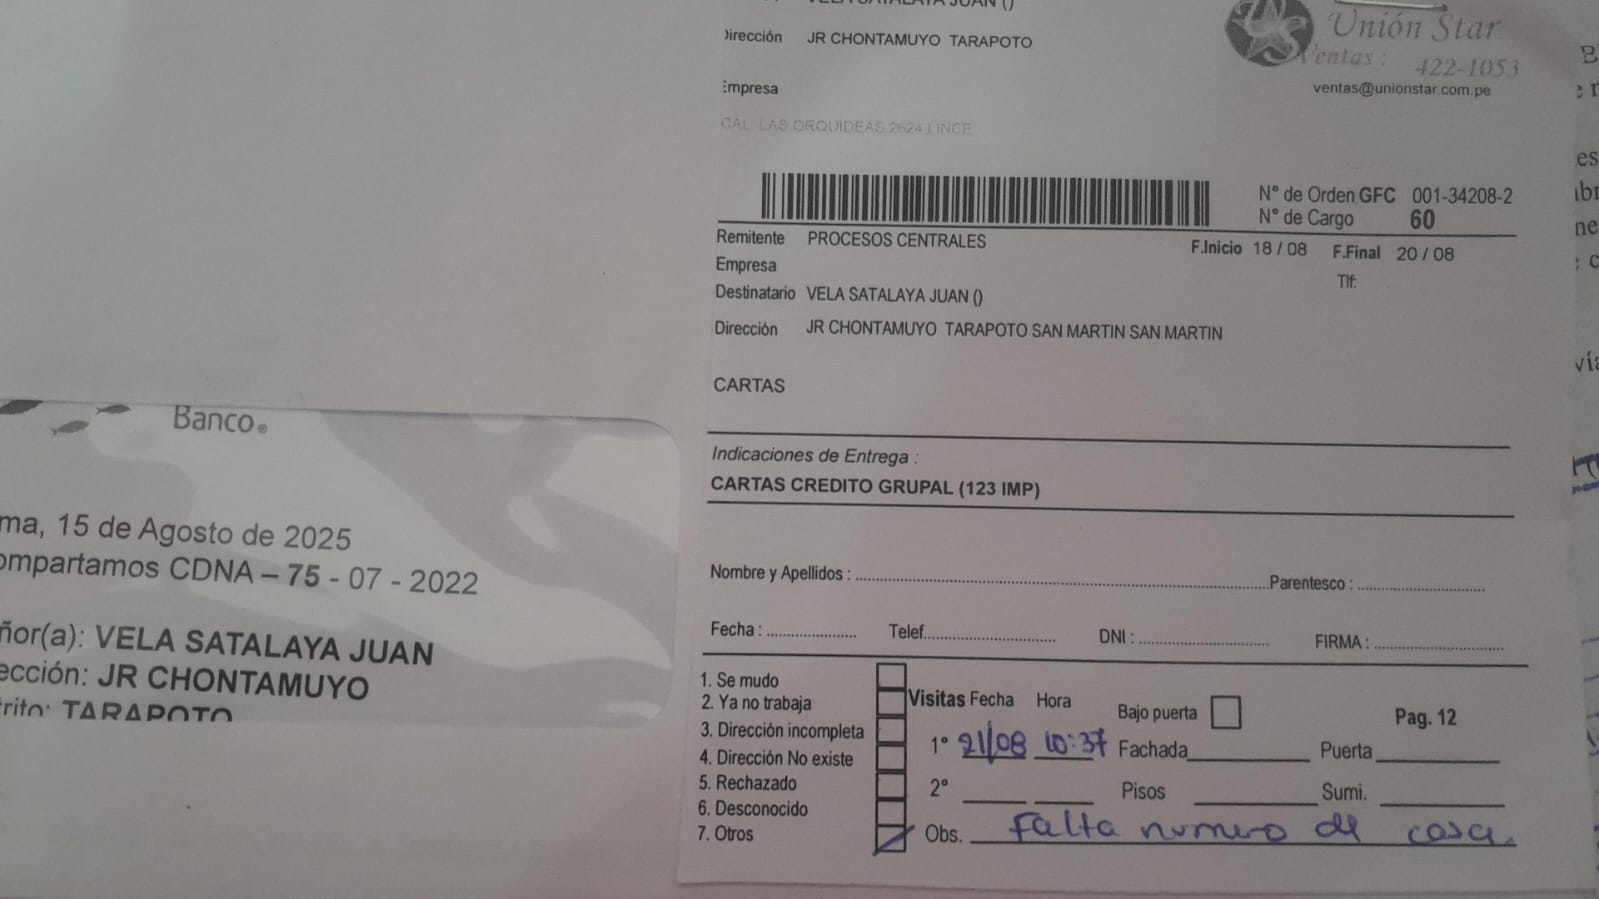 VELA SATALAYA JUAN ()
Dirección JR CHONTAMUYO TARAPOTO
Empresa
CAL. LAS ORQUIDEAS 2624 LINCE
Unión Star
Ventas : 422-1053
ventas@unionstar.com.pe
N° de Orden GFC 001-34208-2
N° de Cargo 60
Remitente PROCESOS CENTRALES
F.Inicio 18 / 08 F.Final 20 / 08
Empresa
Tlf:
Destinatario VELA SATALAYA JUAN ()
Dirección JR CHONTAMUYO TARAPOTO SAN MARTIN SAN MARTIN
CARTAS
Indicaciones de Entrega :
CARTAS CREDITO GRUPAL (123 IMP)
Nombre y Apellidos : Parentesco :
Fecha : Telef. DNI : FIRMA :
1. Se mudo
2. Ya no trabaja
3. Dirección incompleta
4. Dirección No existe
5. Rechazado
6. Desconocido
7. Otros
Visitas Fecha Hora Bajo puerta Pag. 12
1° 21/08 10:37 Fachada Puerta
2° Pisos Sumi.
Obs. Falta numero de casa.
Banco
ma, 15 de Agosto de 2025
ompartamos CDNA – 75 - 07 - 2022
ñor(a): VELA SATALAYA JUAN
ección: JR CHONTAMUYO
trito: TARAPOTO